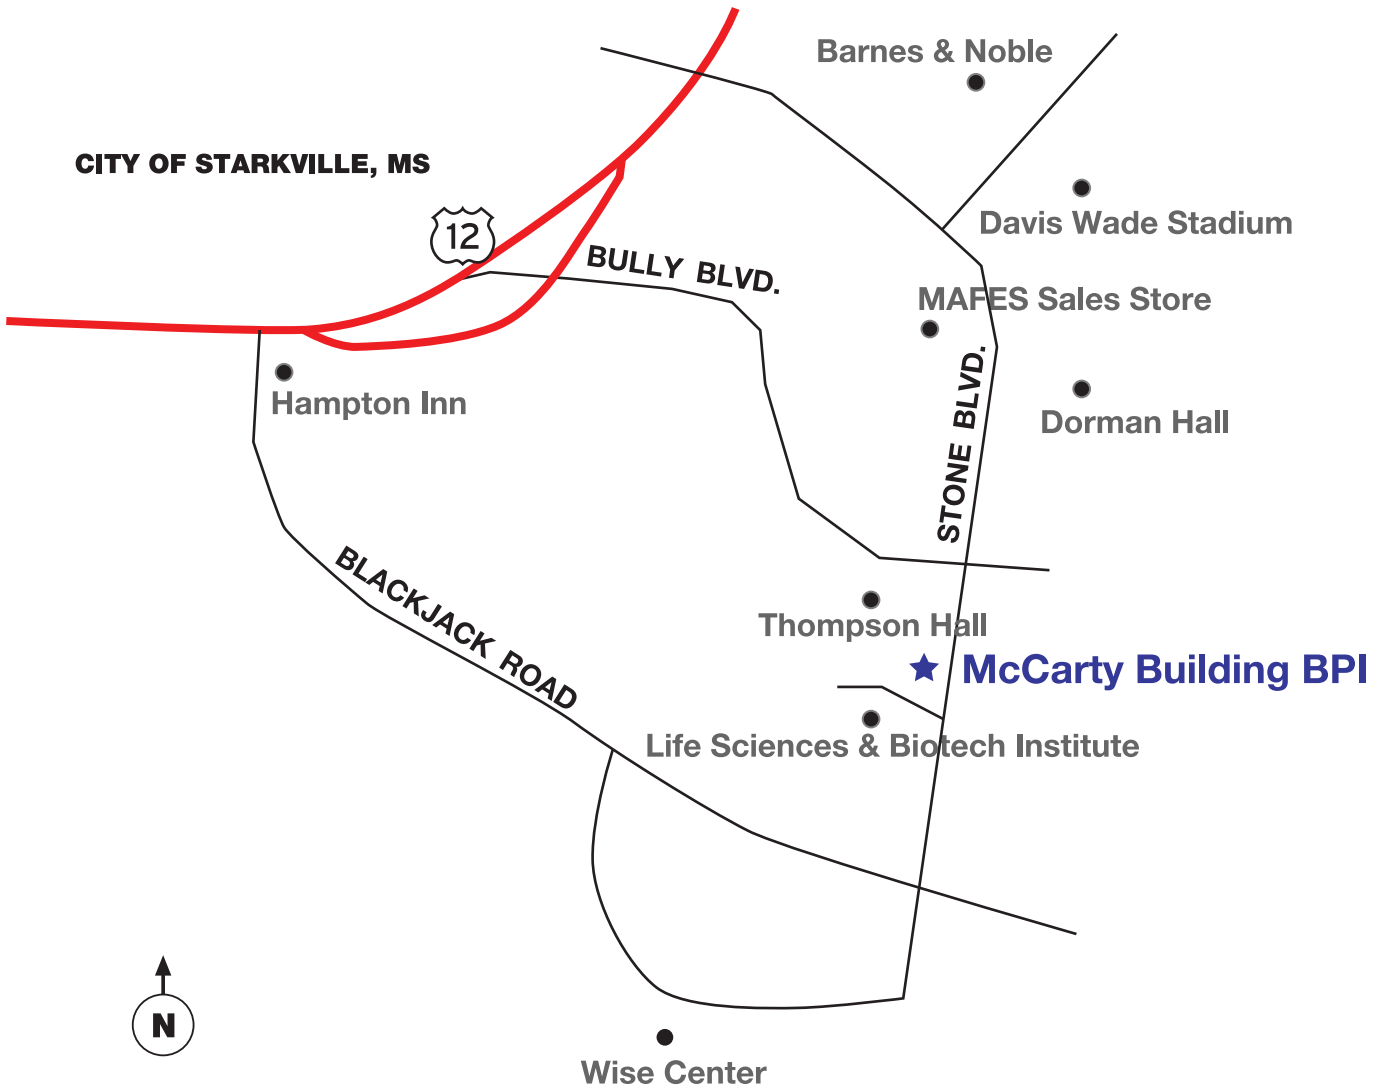 Barnes & Noble
CITY OF STARKVILLE, MS
Davis Wade Stadium
12
BULLY BLVD.
MAFES Sales Store
STONE BLVD.
Hampton Inn
Dorman Hall
BLACKJACK ROAD
Thompson Hall
McCarty Building BPI
Life Sciences & Biotech Institute
N
Wise Center